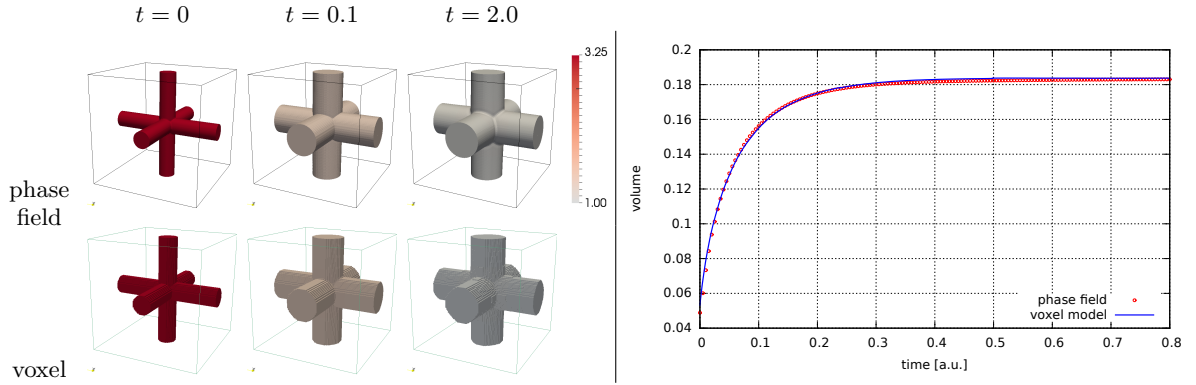 t = 0 t = 0.1 t = 2.0
3.25
1.00
phase
field
voxel
0.2
0.18
0.16
0.14
0.12
0.1
0.08
0.06
0.04
volume
phase field
voxel model
0 0.1 0.2 0.3 0.4 0.5 0.6 0.7 0.8
time [a.u.]